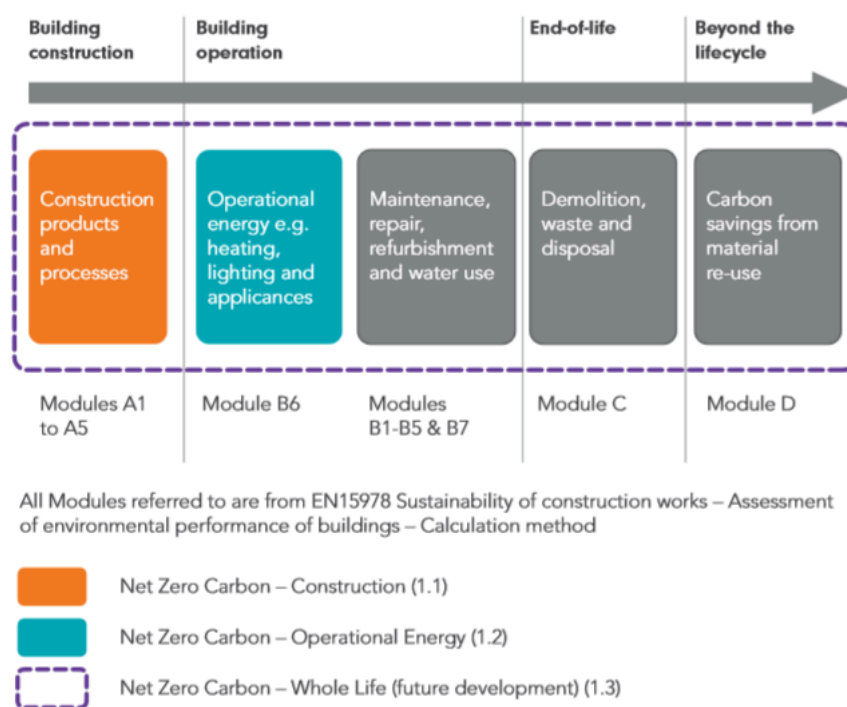 Building
construction
Building
operation
End-of-life
Beyond the
lifecycle
Construction
products
and
processes
Operational
energy e.g.
heating,
lighting and
applicances
Maintenance,
repair,
refurbishment
and water use
Demolition,
waste and
disposal
Carbon
savings from
material
re-use
Modules A1
to A5
Module B6
Modules
B1-B5 & B7
Module C
Module D
All Modules referred to are from EN15978 Sustainability of construction works – Assessment
of environmental performance of buildings – Calculation method
Net Zero Carbon – Construction (1.1)
Net Zero Carbon – Operational Energy (1.2)
Net Zero Carbon – Whole Life (future development) (1.3)